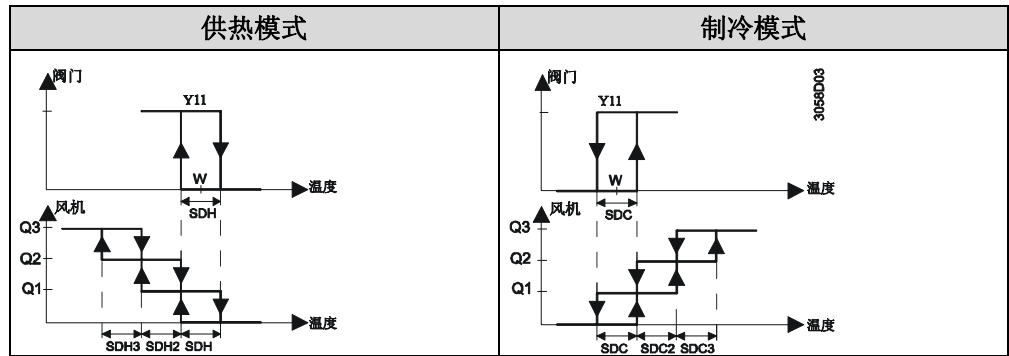 供热模式
制冷模式
阀门
Y11
W
温度
SDH
风机
Q3
Q2
Q1
温度
SDH3 SDH2 SDH
阀门
Y11
3058D03
W
温度
SDC
风机
Q3
Q2
Q1
温度
SDC SDC2 SDC3